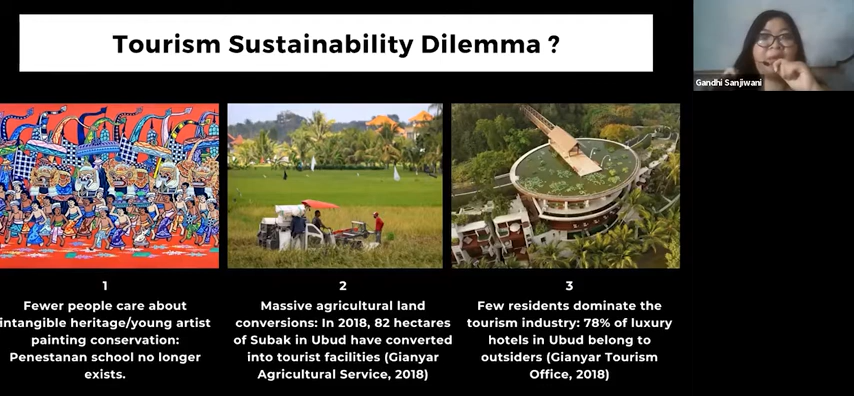 Tourism Sustainability Dilemma ?
Gandhi Sanjiwani
1
Fewer people care about
intangible heritage/young artist
painting conservation:
Penestanan school no longer
exists.
2
Massive agricultural land
conversions: In 2018, 82 hectares
of Subak in Ubud have converted
into tourist facilities (Gianyar
Agricultural Service, 2018)
3
Few residents dominate the
tourism industry: 78% of luxury
hotels in Ubud belong to
outsiders (Gianyar Tourism
Office, 2018)